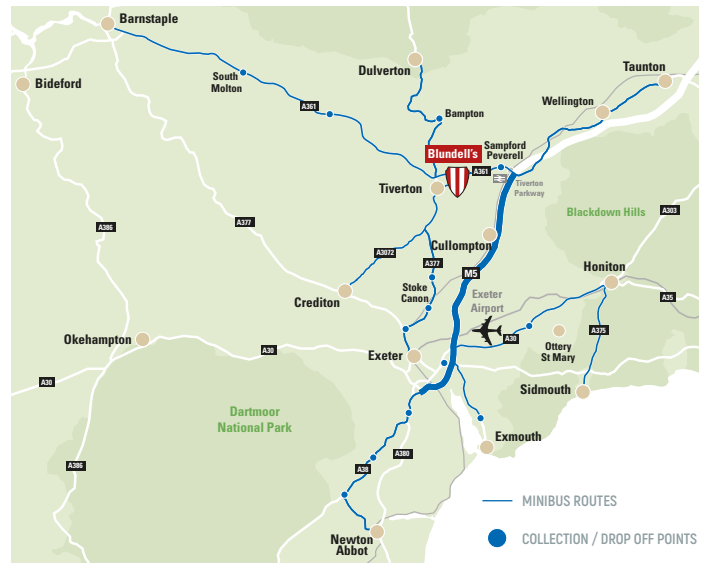 Barnstaple
Bideford
South
Molton
A361
Dulverton
Bampton
Taunton
Wellington
Blundell's
Sampford
Peverell
A361
Tiverton
Tiverton
Parkway
Blackdown Hills
A303
A386
A377
A3072
Cullompton
A377
M5
Honiton
A35
Crediton
Stoke
Canon
Exeter
Airport
Okehampton
A30
Exeter
A30
Ottery
St Mary
A375
A30
Sidmouth
Dartmoor
National Park
Exmouth
A386
A38
A380
Newton
Abbot
MINIBUS ROUTES
COLLECTION / DROP OFF POINTS